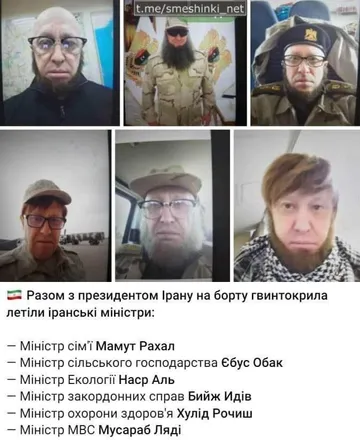 t.me/smeshinki_net
🇮🇷 Разом з президентом Ірану на борту гвинтокрила
летіли іранські міністри:
— Міністр сім'ї Мамут Рахал
— Міністр сільського господарства Єбус Обак
— Міністр Екології Наср Аль
— Міністр закордонних справ Бийж Идів
— Міністр охорони здоров'я Хулід Рочиш
— Міністр МВС Мусараб Ляді